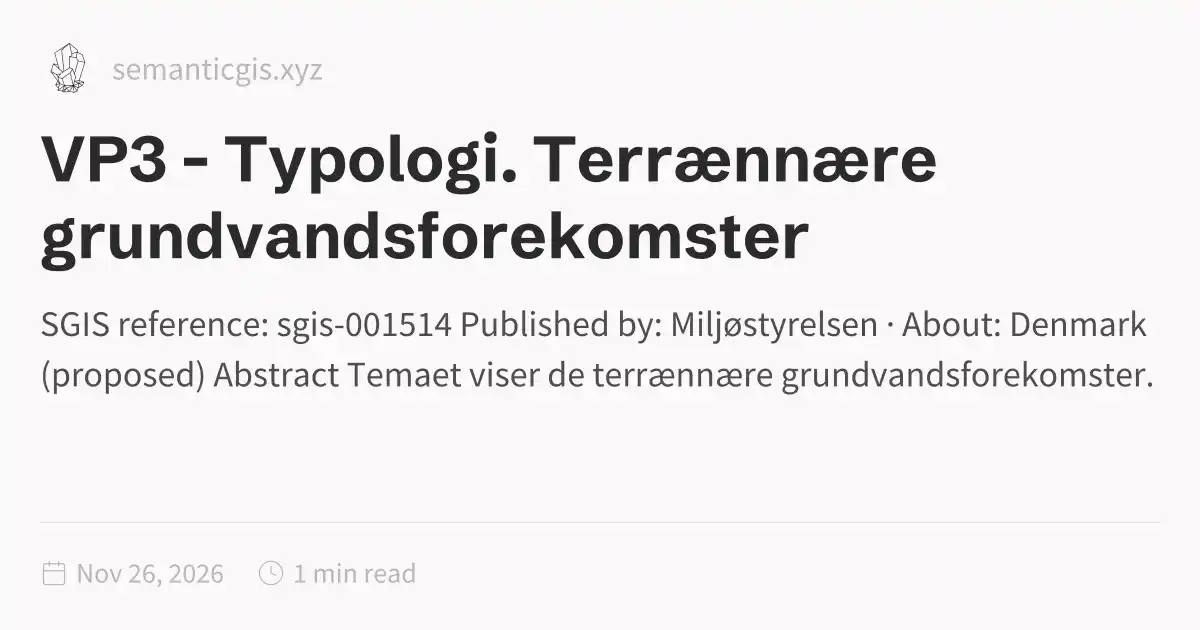 semanticgis.xyz
VP3 - Typologi. Terrænnære
grundvandsforekomster
SGIS reference: sgis-001514 Published by: Miljøstyrelsen · About: Denmark
(proposed) Abstract Temaet viser de terrænnære grundvandsforekomster.
Nov 26, 2026 1 min read